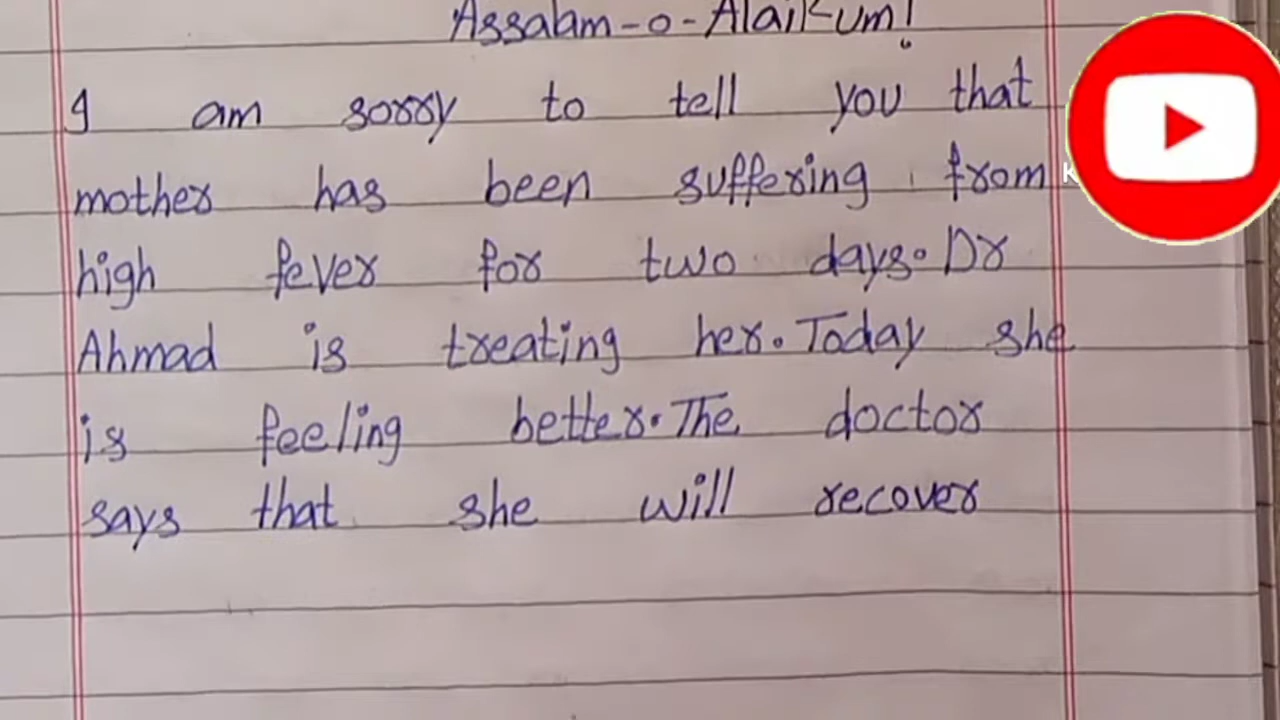 Assalam-o-Alaikum!
I am sorry to tell you that
mother has been suffering from
high fever for two days. Dr
Ahmad is treating her. Today she
is feeling better. The doctor
says that she will recover